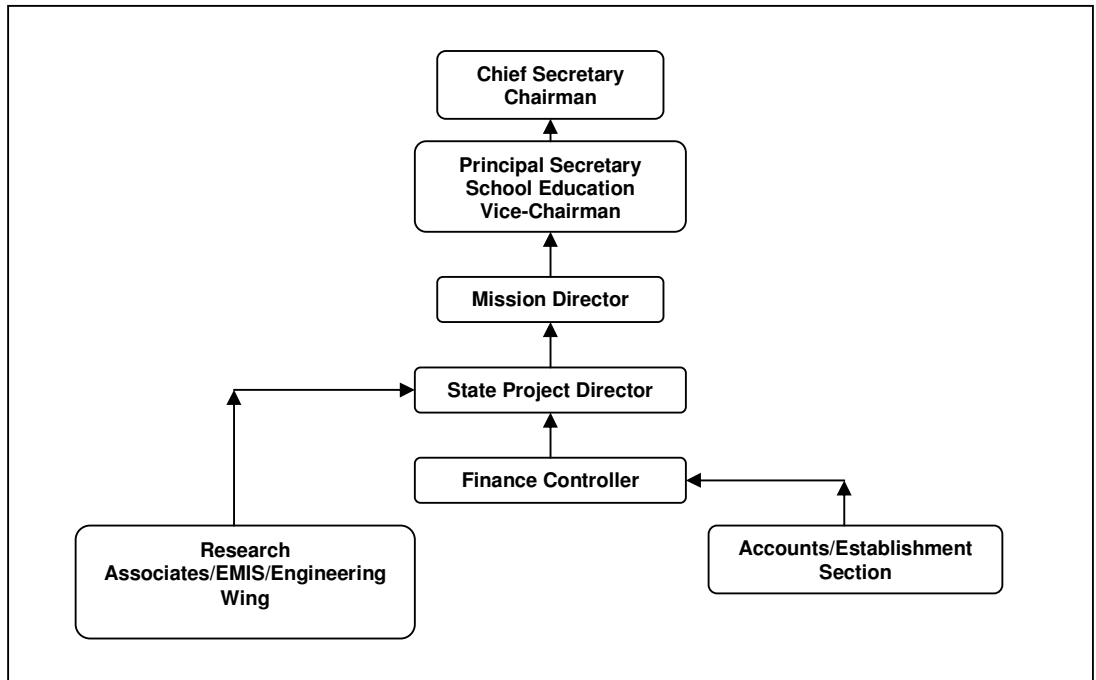 Chief Secretary
Chairman
Principal Secretary
School Education
Vice-Chairman
Mission Director
State Project Director
Finance Controller
Research
Associates/EMIS/Engineering
Wing
Accounts/Establishment
Section